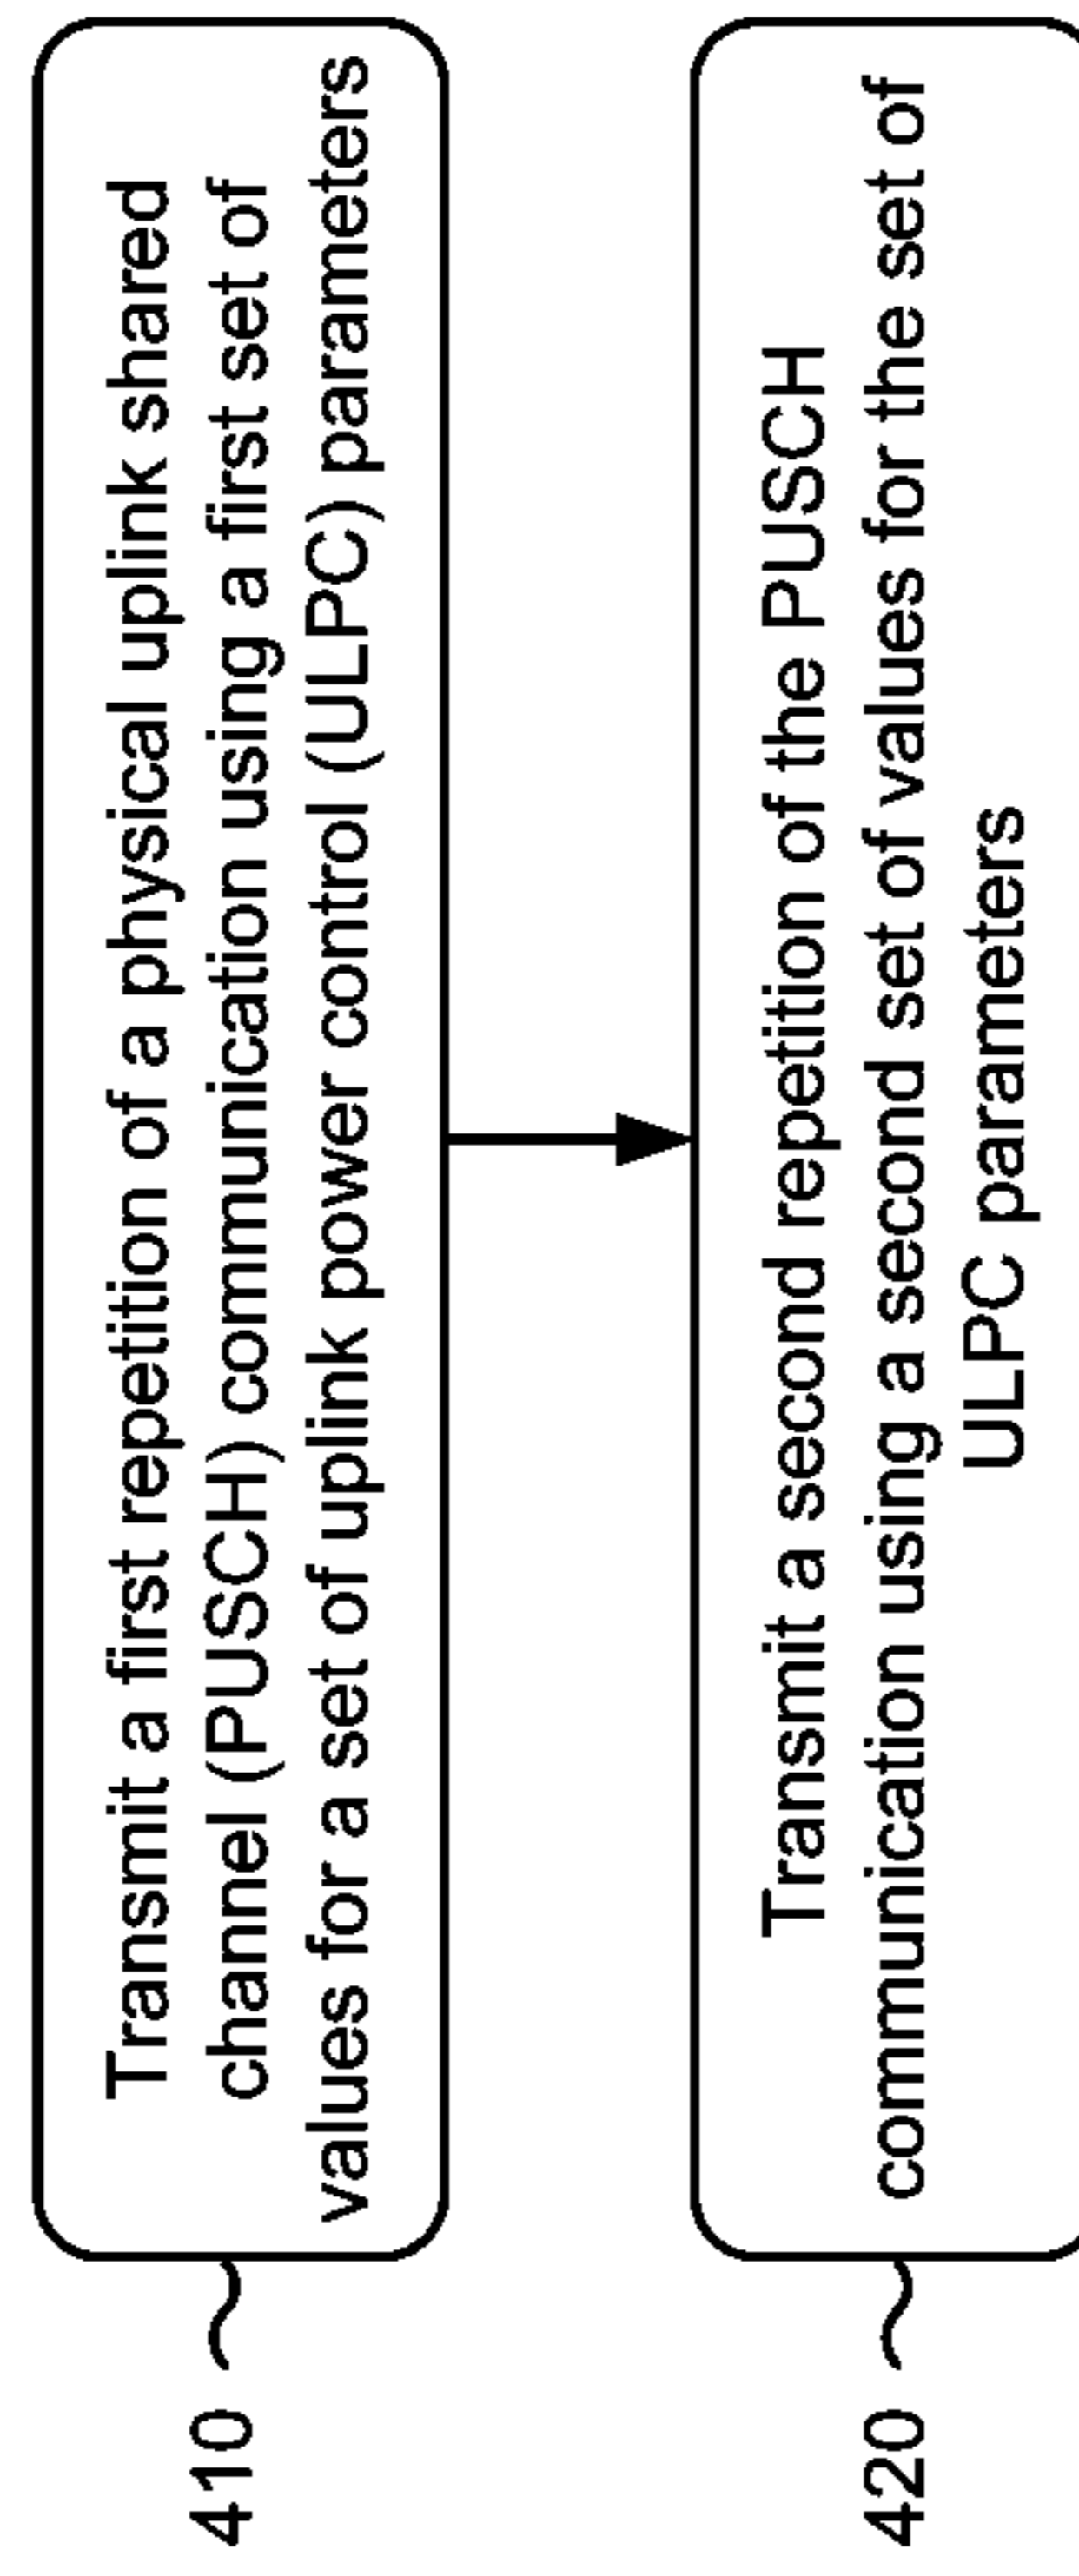 410
Transmit a first repetition of a physical uplink shared
channel (PUSCH) communication using a first set of
values for a set of uplink power control (ULPC) parameters
420
Transmit a second repetition of the PUSCH
communication using a second set of values for the set of
ULPC parameters